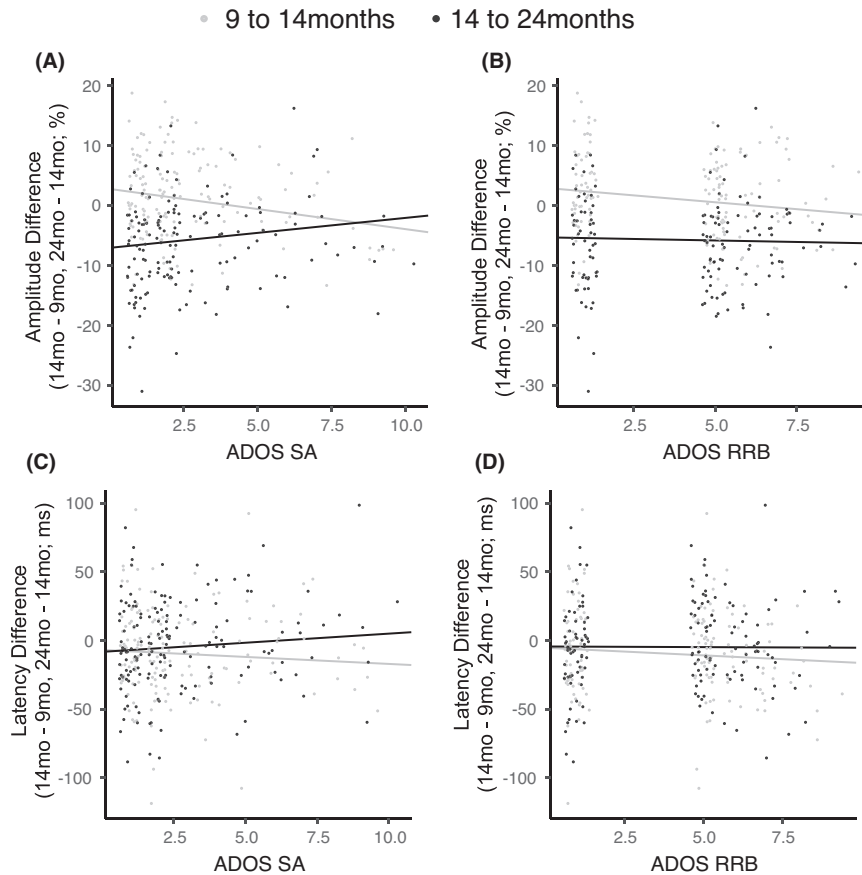 9 to 14months 14 to 24months
(A)
Amplitude Difference
(14mo - 9mo, 24mo - 14mo; %)
20
10
0
-10
-20
-30
2.5 5.0 7.5 10.0
ADOS SA
(B)
Amplitude Difference
(14mo - 9mo, 24mo - 14mo; %)
20
10
0
-10
-20
-30
2.5 5.0 7.5
ADOS RRB
(C)
Latency Difference
(14mo - 9mo, 24mo - 14mo; ms)
100
50
0
-50
-100
2.5 5.0 7.5 10.0
ADOS SA
(D)
Latency Difference
(14mo - 9mo, 24mo - 14mo; ms)
100
50
0
-50
-100
2.5 5.0 7.5
ADOS RRB